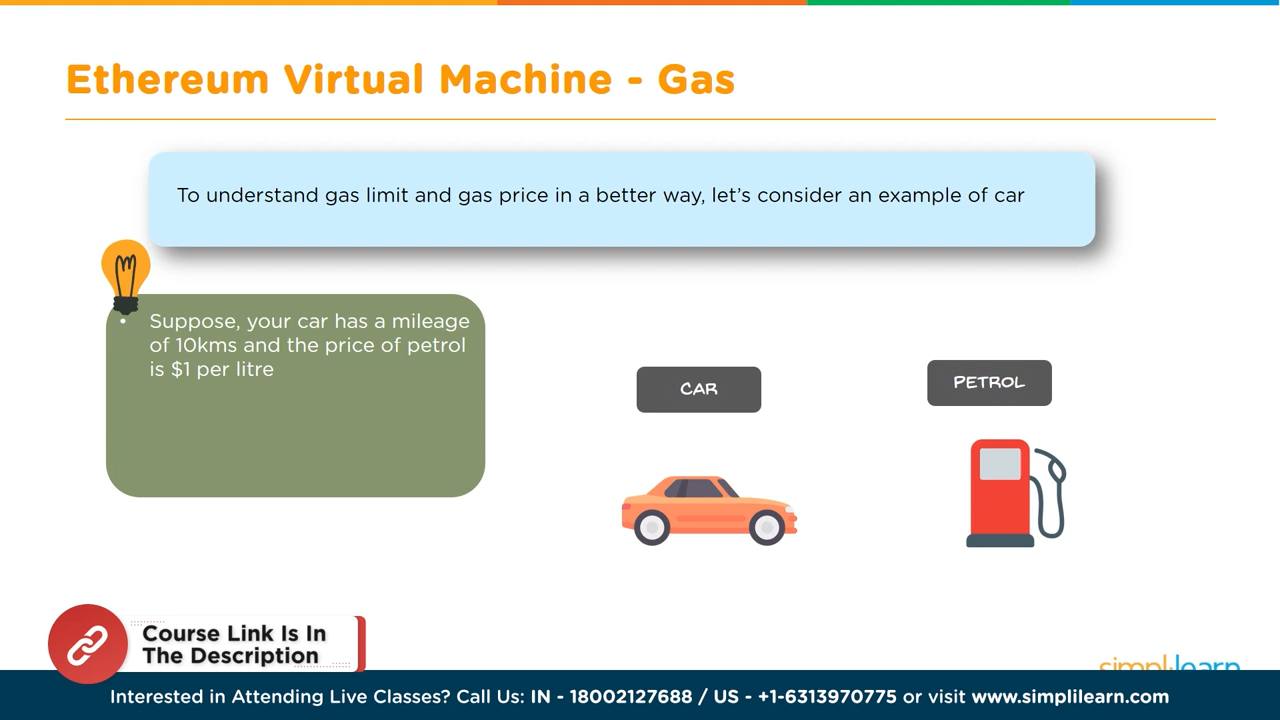 Ethereum Virtual Machine - Gas
To understand gas limit and gas price in a better way, let's consider an example of car
• Suppose, your car has a mileage
of 10kms and the price of petrol
is $1 per litre
CAR
PETROL
Course Link Is In
The Description
simplilearn
Interested in Attending Live Classes? Call Us: IN - 18002127688 / US - +1-6313970775 or visit www.simplilearn.com